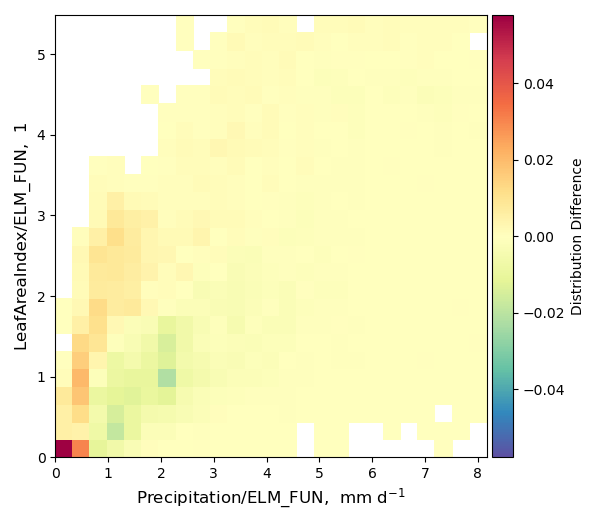 5
4
3
2
1
0
LeafAreaIndex/ELM_FUN,  1
0 1 2 3 4 5 6 7 8
Precipitation/ELM_FUN,  mm d⁻¹
0.04
0.02
0.00
−0.02
−0.04
Distribution Difference